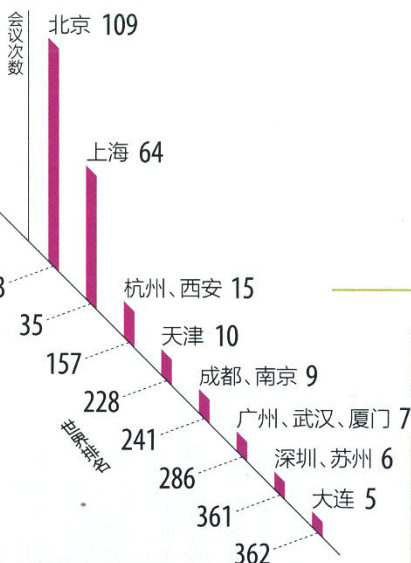 会议次数
北京 109
上海 64
35
杭州、西安 15
157
天津 10
228
成都、南京 9
241
广州、武汉、厦门 7
286
深圳、苏州 6
361
大连 5
362
世界排名